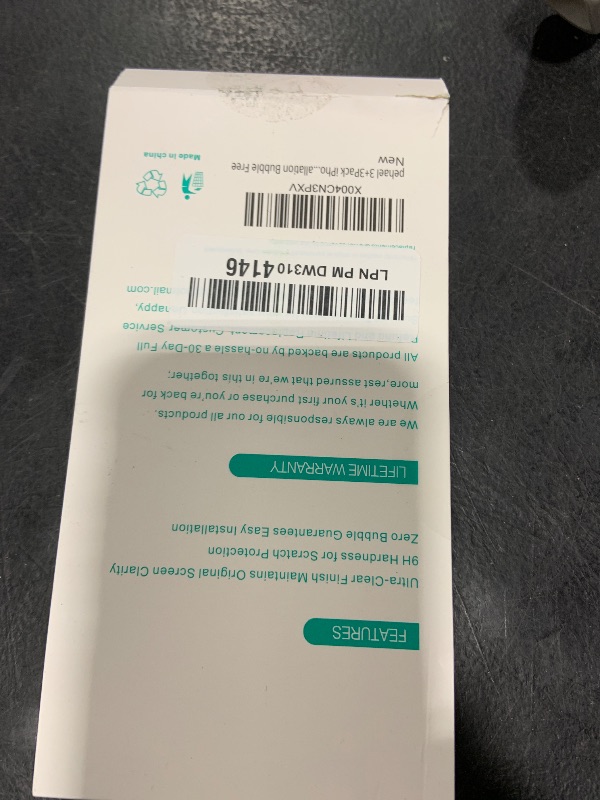 FEATURES
Ultra-Clear Finish Maintains Original Screen Clarity
9H Hardness for Scratch Protection
Zero Bubble Guarantees Easy Installation
LIFETIME WARRANTY
We are always responsible for our all products.
Whether it's your first purchase or you're back for
more,rest assured that we're in this together;
All products are backed by no-hassle a 30-Day Full
Customer Service
happy,
LPN PM DW3104146
X004CN3PXV
pehael 3+3Pack iPho...allation Bubble Free
New
Made in china